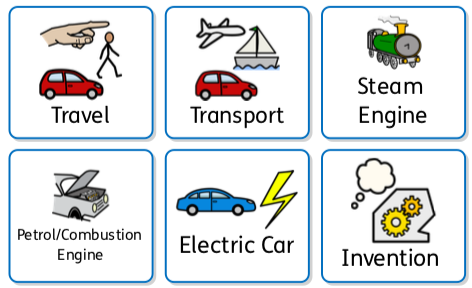 Travel
Transport
Steam
Engine
Petrol/Combustion
Engine
Electric Car
Invention